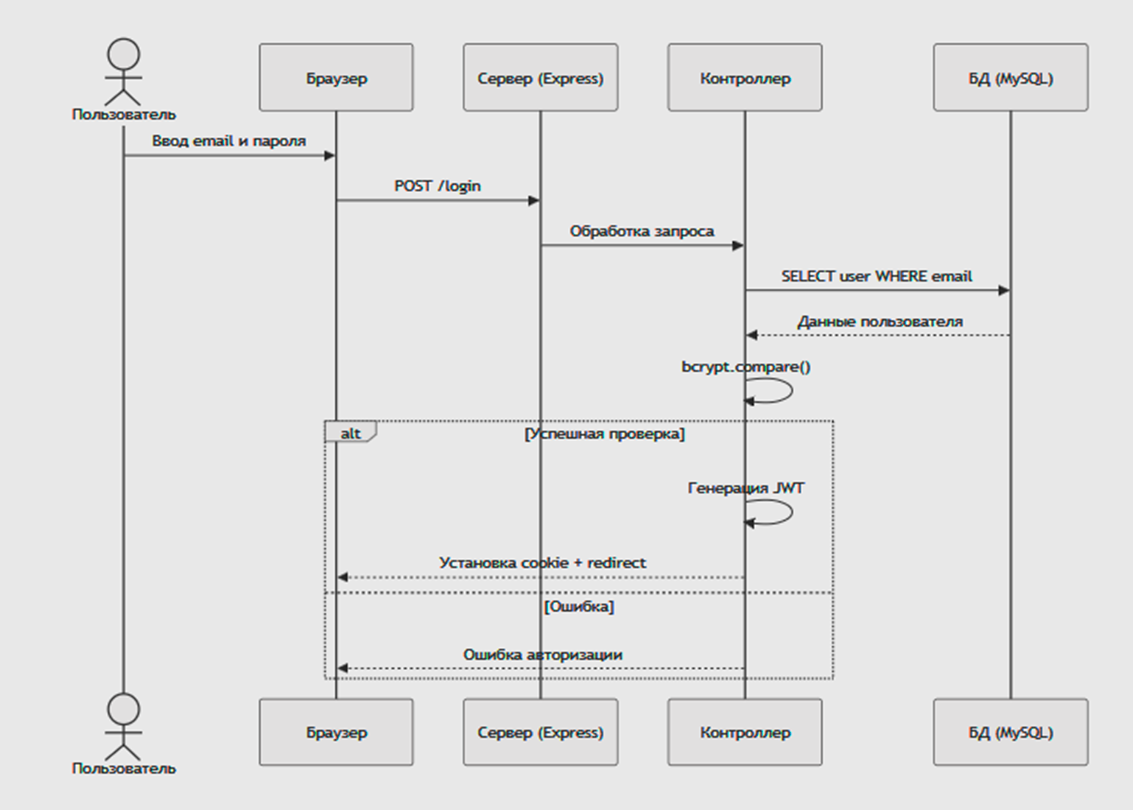 Браузер
Сервер (Express)
Контроллер
БД (MySQL)
Пользователь
Ввод email и пароля
POST /login
Обработка запроса
SELECT user WHERE email
Данные пользователя
bcrypt.compare()
alt
[Успешная проверка]
Генерация JWT
Установка cookie + redirect
[Ошибка]
Ошибка авторизации
Браузер
Сервер (Express)
Контроллер
БД (MySQL)
Пользователь